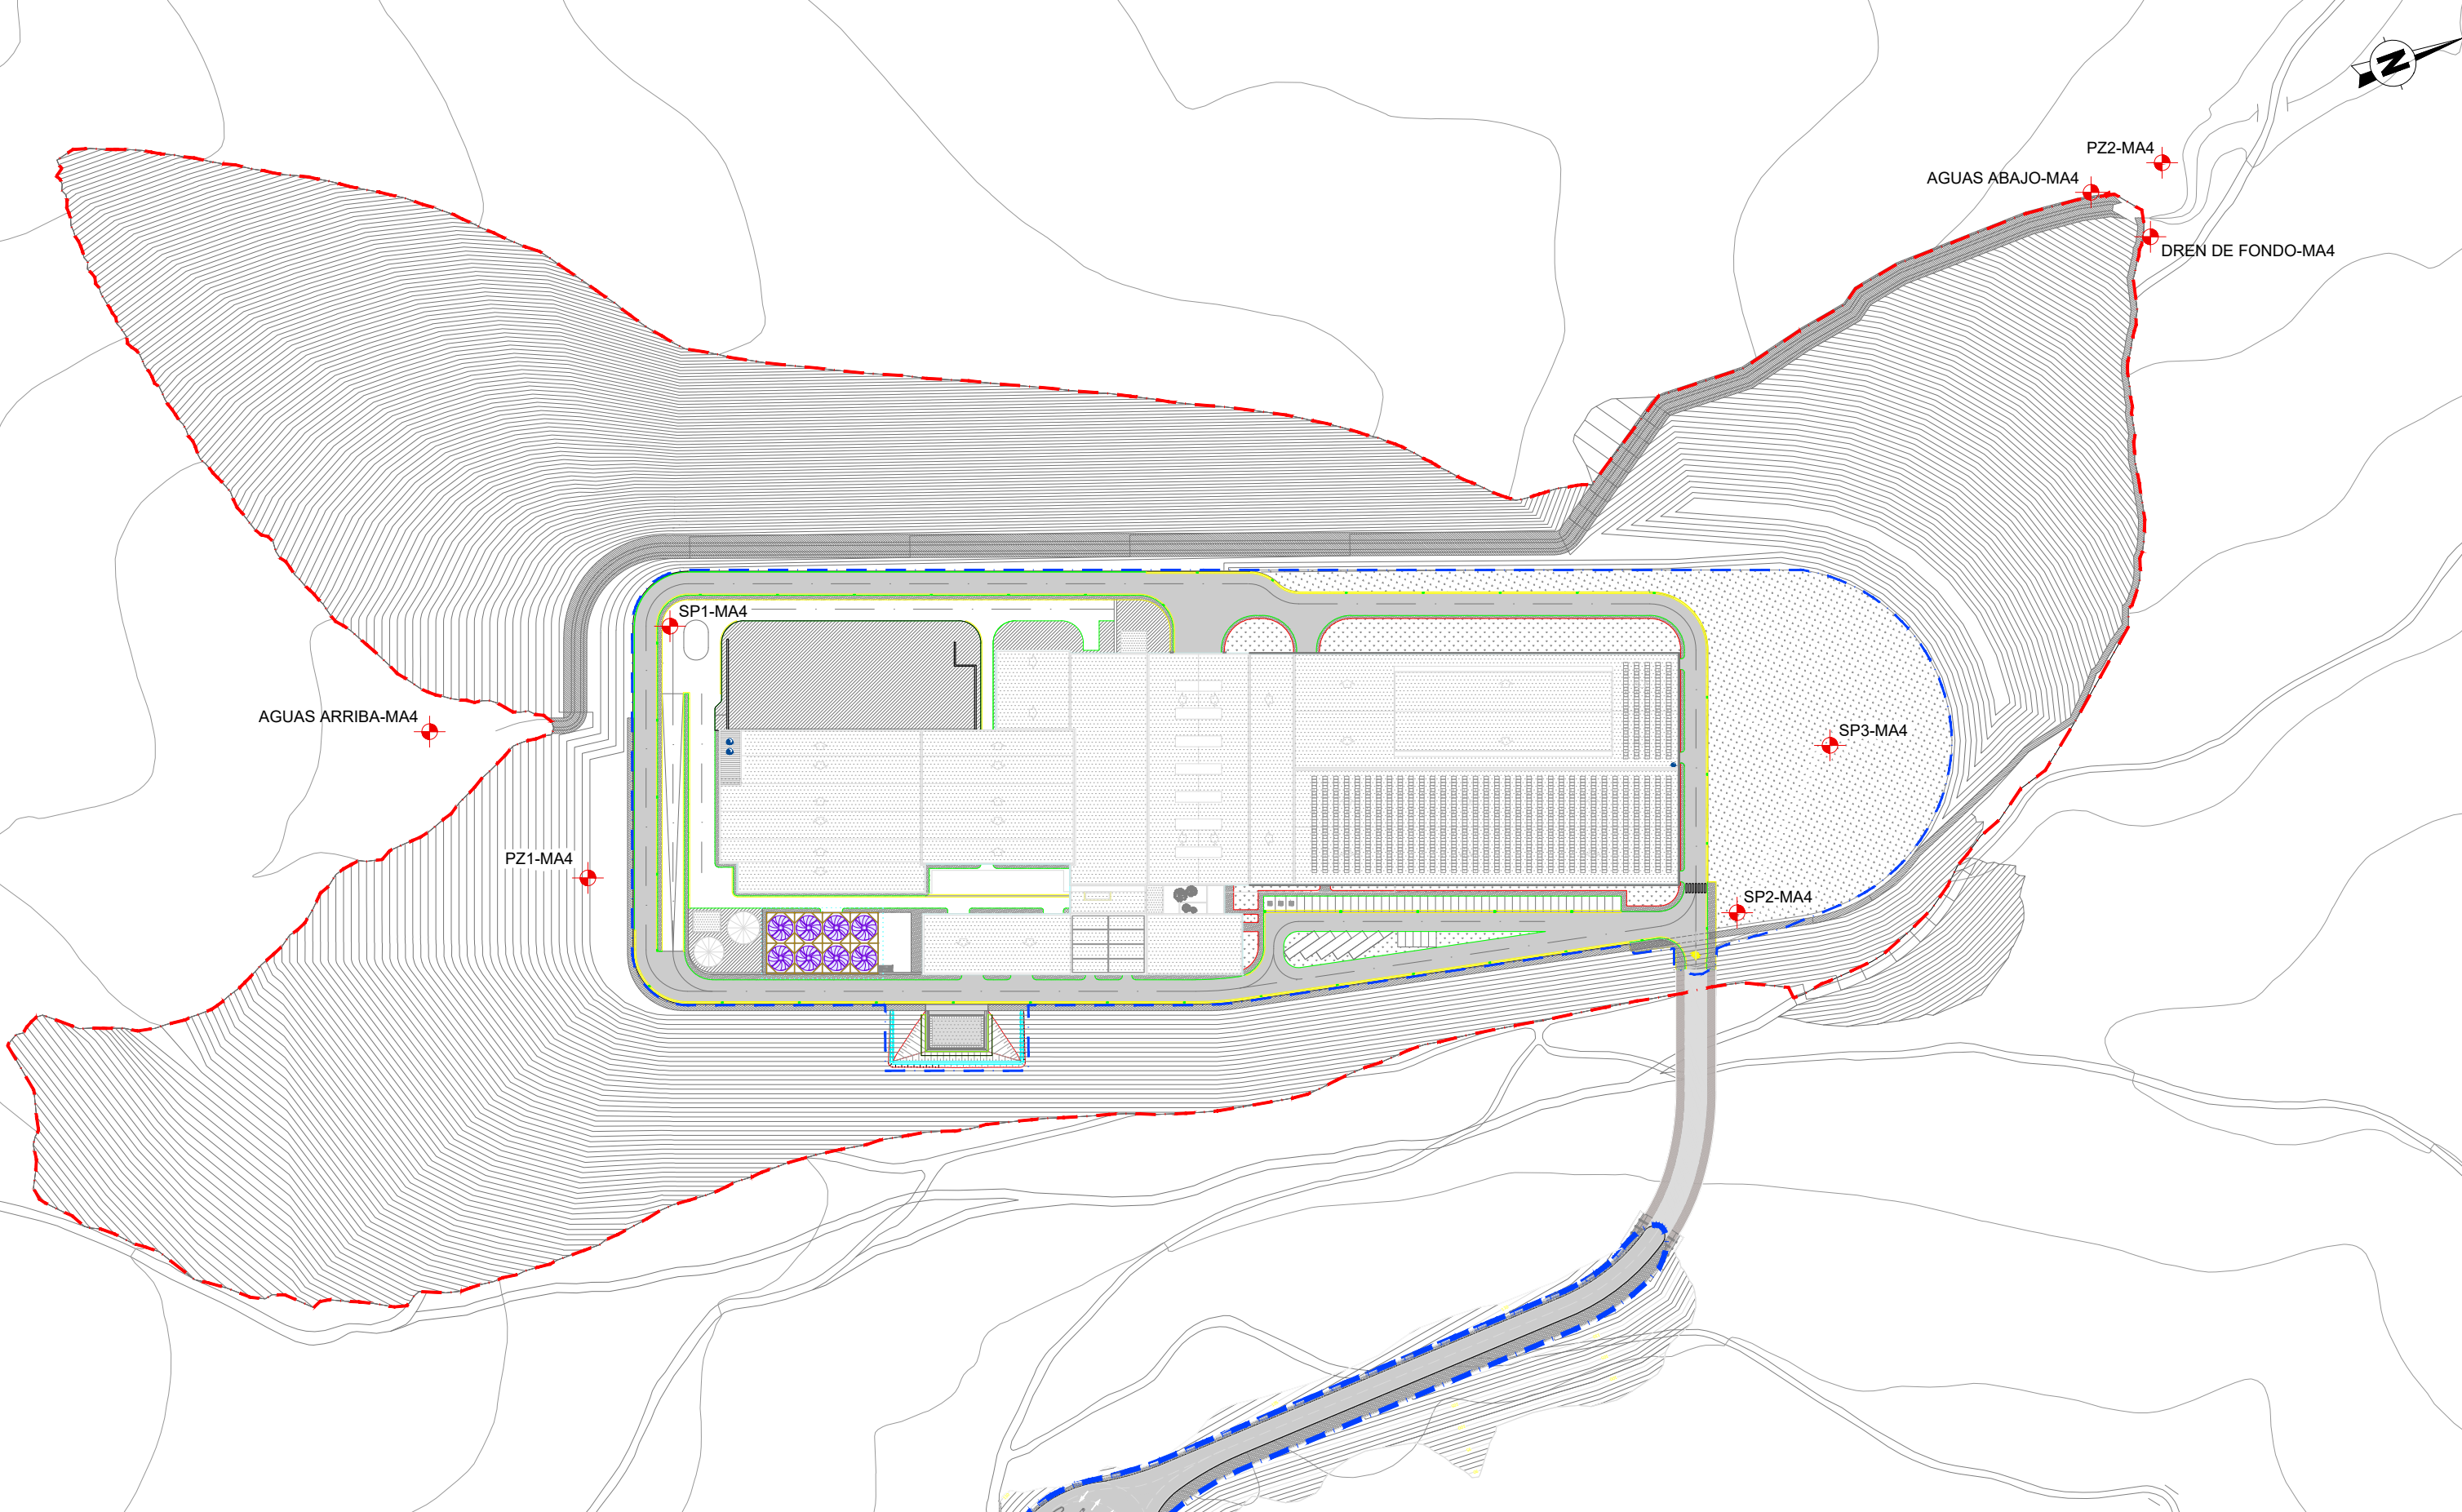 N
PZ2-MA4
AGUAS ABAJO-MA4
DREN DE FONDO-MA4
SP1-MA4
AGUAS ARRIBA-MA4
SP3-MA4
PZ1-MA4
SP2-MA4